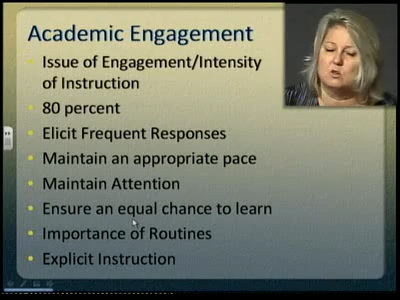 Academic Engagement
Issue of Engagement/Intensity
of Instruction
80 percent
Elicit Frequent Responses
Maintain an appropriate pace
Maintain Attention
Ensure an equal chance to learn
Importance of Routines
Explicit Instruction